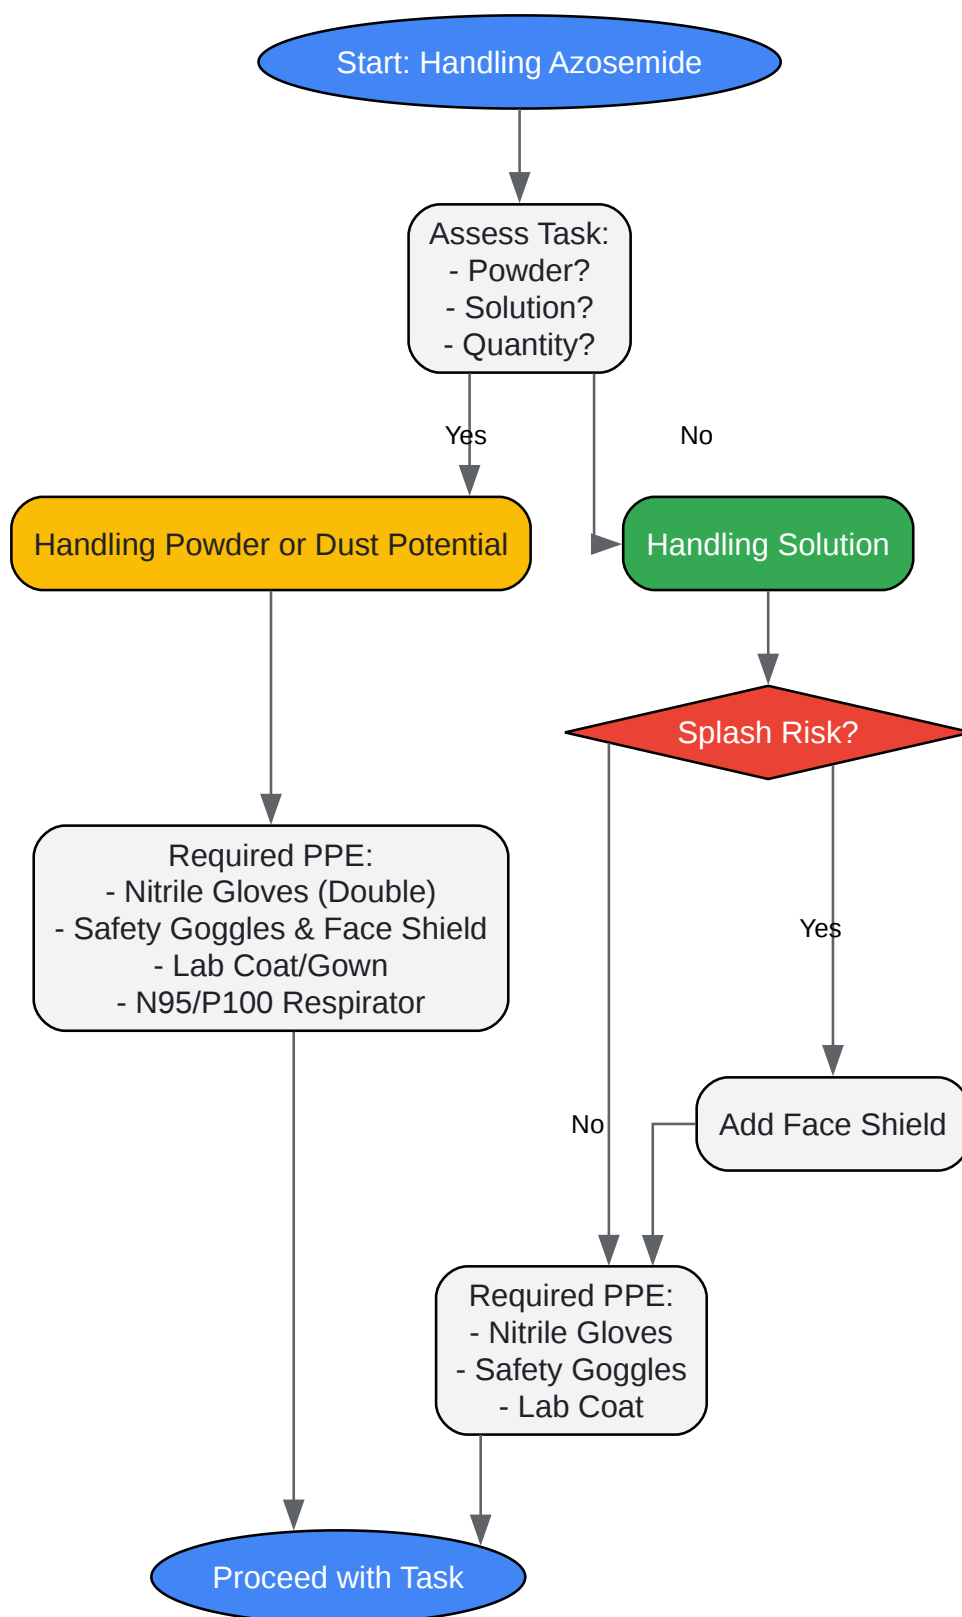 Start: Handling Azosemide
Assess Task:
- Powder?
- Solution?
- Quantity?
Yes
No
Handling Powder or Dust Potential
Handling Solution
Splash Risk?
Required PPE:
- Nitrile Gloves (Double)
- Safety Goggles & Face Shield
- Lab Coat/Gown
- N95/P100 Respirator
Yes
No
Add Face Shield
Required PPE:
- Nitrile Gloves
- Safety Goggles
- Lab Coat
Proceed with Task